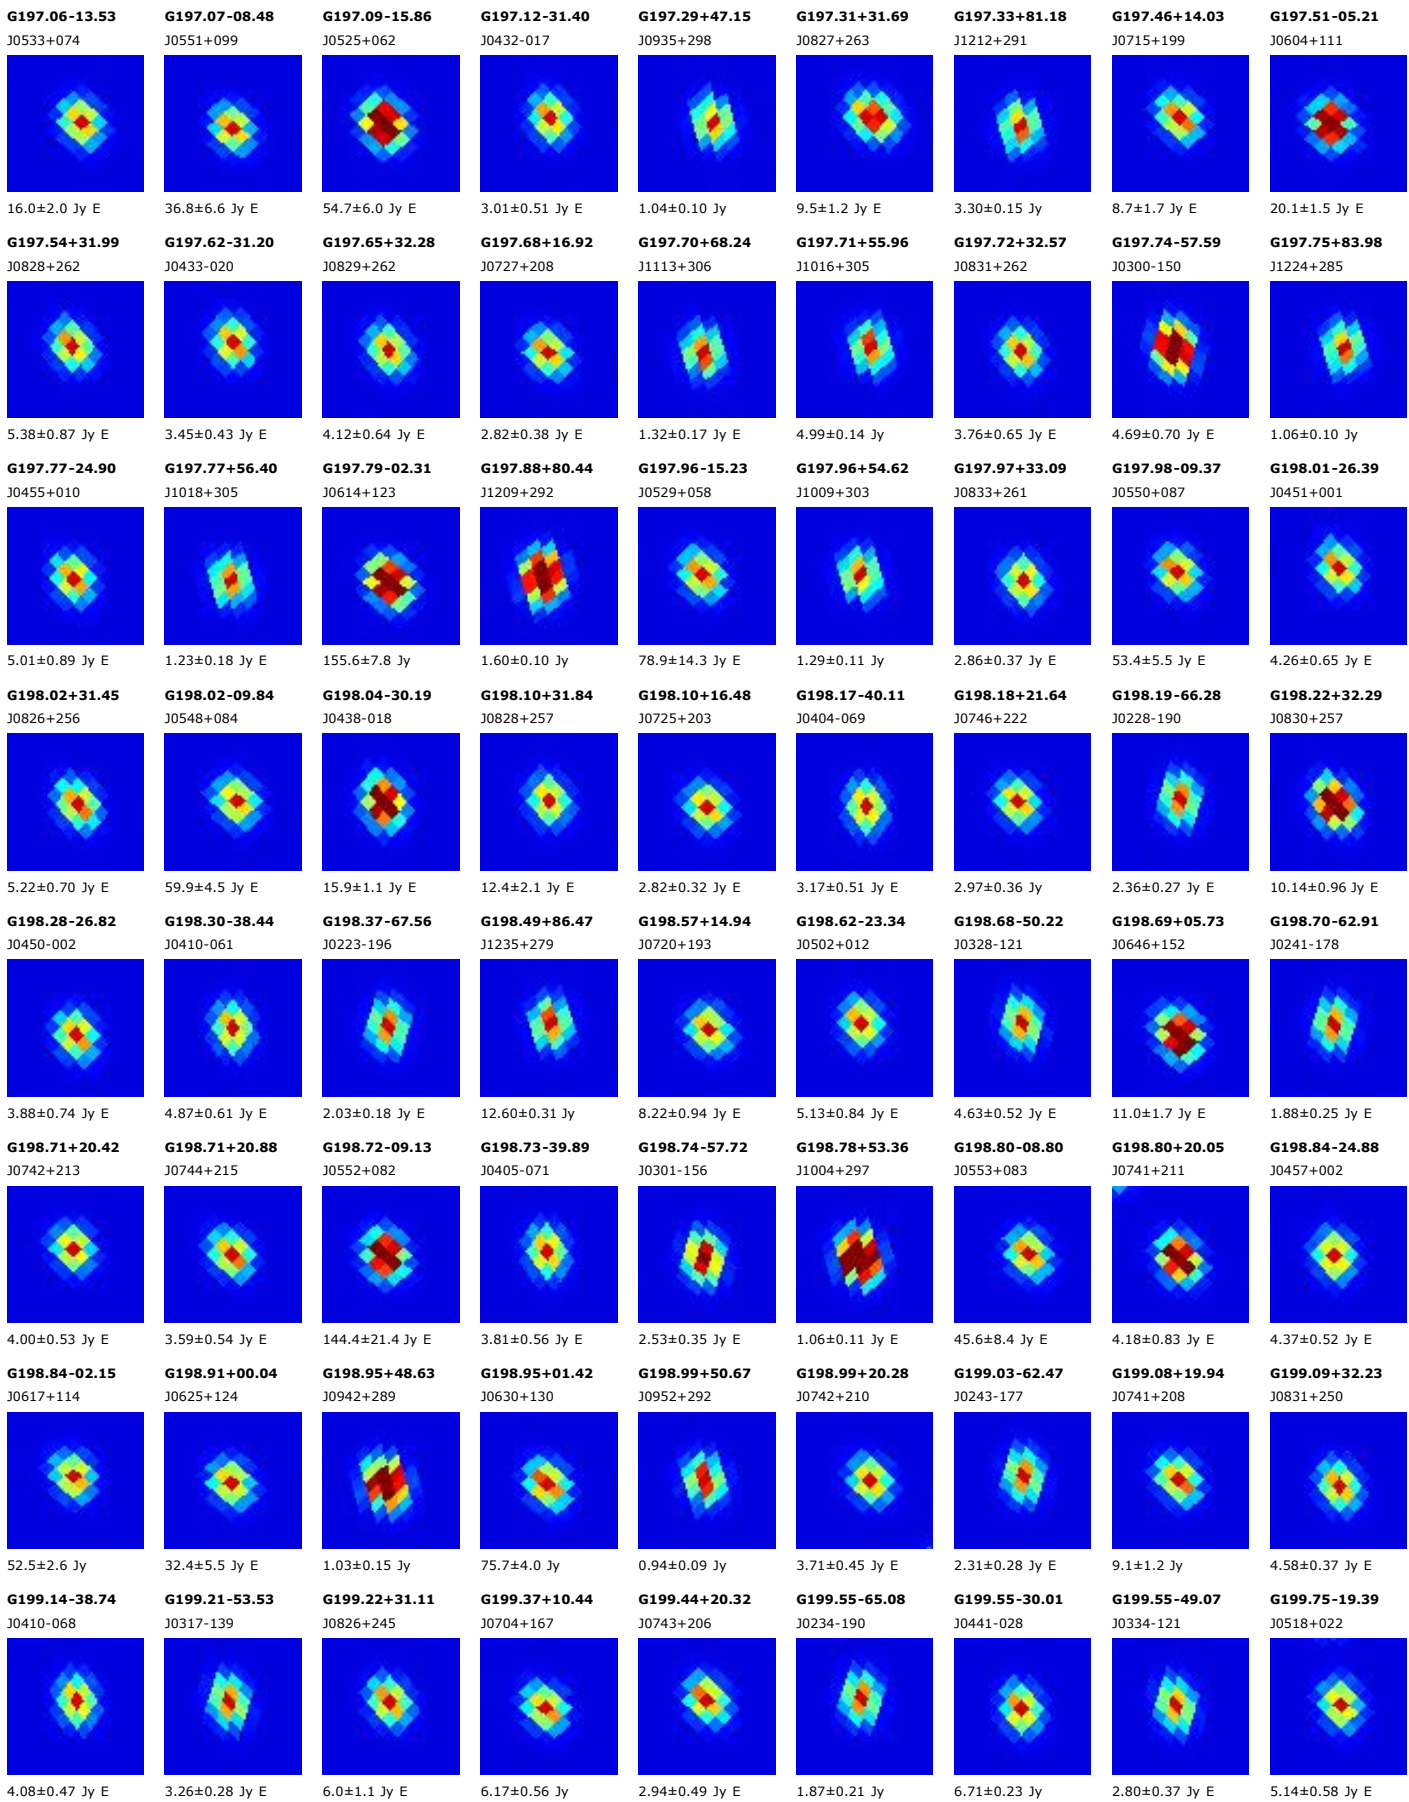 G197.06-13.53 G197.07-08.48 G197.09-15.86 G197.12-31.40 G197.29+47.15 G197.31+31.69 G197.33+81.18 G197.46+14.03 G197.51-05.21
J0533+074 J0551+099 J0525+062 J0432-017 J0935+298 J0827+263 J1212+291 J0715+199 J0604+111
16.0±2.0 Jy E 36.8±6.6 Jy E 54.7±6.0 Jy E 3.01±0.51 Jy E 1.04±0.10 Jy 9.5±1.2 Jy E 3.30±0.15 Jy 8.7±1.7 Jy E 20.1±1.5 Jy E
G197.54+31.99 G197.62-31.20 G197.65+32.28 G197.68+16.92 G197.70+68.24 G197.71+55.96 G197.72+32.57 G197.74-57.59 G197.75+83.98
J0828+262 J0433-020 J0829+262 J0727+208 J1113+306 J1016+305 J0831+262 J0300-150 J1224+285
5.38±0.87 Jy E 3.45±0.43 Jy E 4.12±0.64 Jy E 2.82±0.38 Jy E 1.32±0.17 Jy E 4.99±0.14 Jy 3.76±0.65 Jy E 4.69±0.70 Jy E 1.06±0.10 Jy
G197.77-24.90 G197.77+56.40 G197.79-02.31 G197.88+80.44 G197.96-15.23 G197.96+54.62 G197.97+33.09 G197.98-09.37 G198.01-26.39
J0455+010 J1018+305 J0614+123 J1209+292 J0529+058 J1009+303 J0833+261 J0550+087 J0451+001
5.01±0.89 Jy E 1.23±0.18 Jy E 155.6±7.8 Jy 1.60±0.10 Jy 78.9±14.3 Jy E 1.29±0.11 Jy 2.86±0.37 Jy E 53.4±5.5 Jy E 4.26±0.65 Jy E
G198.02+31.45 G198.02-09.84 G198.04-30.19 G198.10+31.84 G198.10+16.48 G198.17-40.11 G198.18+21.64 G198.19-66.28 G198.22+32.29
J0826+256 J0548+084 J0438-018 J0828+257 J0725+203 J0404-069 J0746+222 J0228-190 J0830+257
5.22±0.70 Jy E 59.9±4.5 Jy E 15.9±1.1 Jy E 12.4±2.1 Jy E 2.82±0.32 Jy E 3.17±0.51 Jy E 2.97±0.36 Jy 2.36±0.27 Jy E 10.14±0.96 Jy E
G198.28-26.82 G198.30-38.44 G198.37-67.56 G198.49+86.47 G198.57+14.94 G198.62-23.34 G198.68-50.22 G198.69+05.73 G198.70-62.91
J0450-002 J0410-061 J0223-196 J1235+279 J0720+193 J0502+012 J0328-121 J0646+152 J0241-178
3.88±0.74 Jy E 4.87±0.61 Jy E 2.03±0.18 Jy E 12.60±0.31 Jy 8.22±0.94 Jy E 5.13±0.84 Jy E 4.63±0.52 Jy E 11.0±1.7 Jy E 1.88±0.25 Jy E
G198.71+20.42 G198.71+20.88 G198.72-09.13 G198.73-39.89 G198.74-57.72 G198.78+53.36 G198.80-08.80 G198.80+20.05 G198.84-24.88
J0742+213 J0744+215 J0552+082 J0405-071 J0301-156 J1004+297 J0553+083 J0741+211 J0457+002
4.00±0.53 Jy E 3.59±0.54 Jy E 144.4±21.4 Jy E 3.81±0.56 Jy E 2.53±0.35 Jy E 1.06±0.11 Jy E 45.6±8.4 Jy E 4.18±0.83 Jy E 4.37±0.52 Jy E
G198.84-02.15 G198.91+00.04 G198.95+48.63 G198.95+01.42 G198.99+50.67 G198.99+20.28 G199.03-62.47 G199.08+19.94 G199.09+32.23
J0617+114 J0625+124 J0942+289 J0630+130 J0952+292 J0742+210 J0243-177 J0741+208 J0831+250
52.5±2.6 Jy 32.4±5.5 Jy E 1.03±0.15 Jy 75.7±4.0 Jy 0.94±0.09 Jy 3.71±0.45 Jy E 2.31±0.28 Jy E 9.1±1.2 Jy 4.58±0.37 Jy E
G199.14-38.74 G199.21-53.53 G199.22+31.11 G199.37+10.44 G199.44+20.32 G199.55-65.08 G199.55-30.01 G199.55-49.07 G199.75-19.39
J0410-068 J0317-139 J0826+245 J0704+167 J0743+206 J0234-190 J0441-028 J0334-121 J0518+022
4.08±0.47 Jy E 3.26±0.28 Jy E 6.0±1.1 Jy E 6.17±0.56 Jy 2.94±0.49 Jy E 1.87±0.21 Jy 6.71±0.23 Jy 2.80±0.37 Jy E 5.14±0.58 Jy E